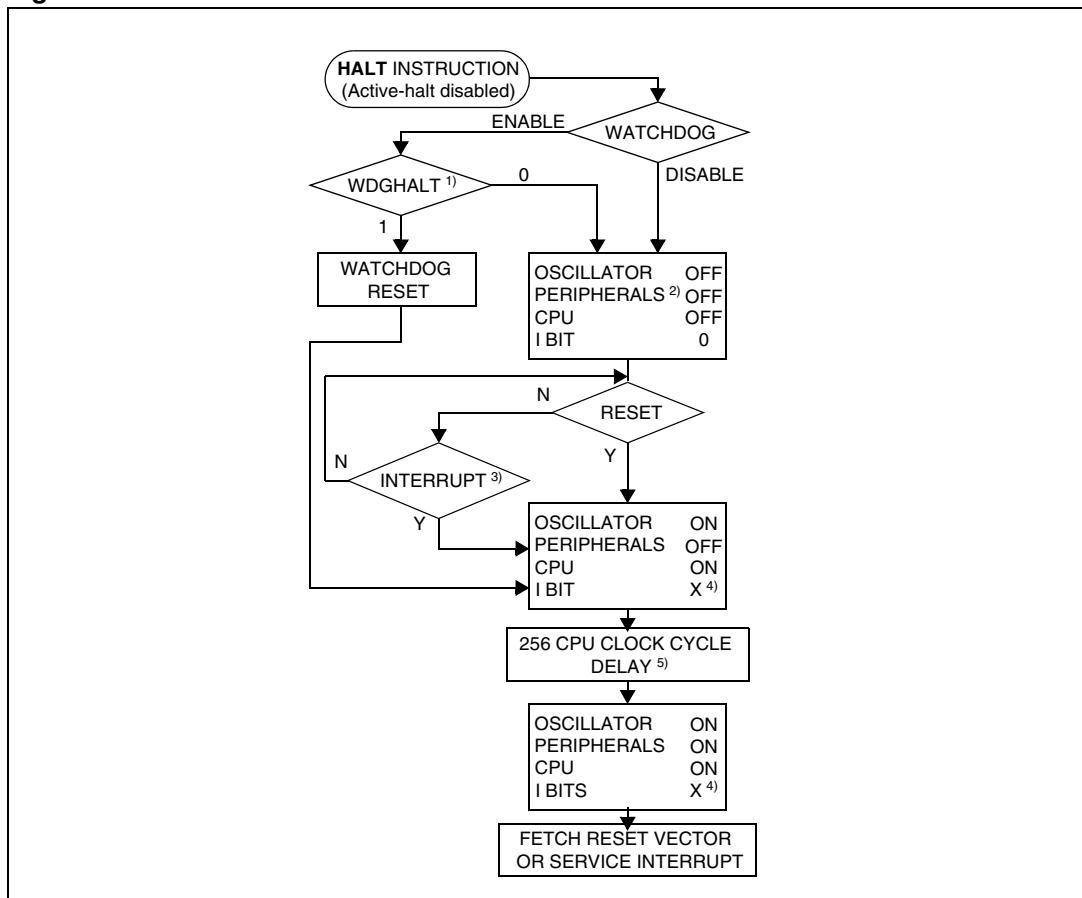 HALT INSTRUCTION
(Active-halt disabled)
WATCHDOG
ENABLE
DISABLE
WDGHALT 1)
0
1
WATCHDOG
RESET
OSCILLATOR OFF
PERIPHERALS 2) OFF
CPU OFF
I BIT 0
RESET
N
Y
INTERRUPT 3)
N
Y
OSCILLATOR ON
PERIPHERALS OFF
CPU ON
I BIT X 4)
256 CPU CLOCK CYCLE
DELAY 5)
OSCILLATOR ON
PERIPHERALS ON
CPU ON
I BITS X 4)
FETCH RESET VECTOR
OR SERVICE INTERRUPT